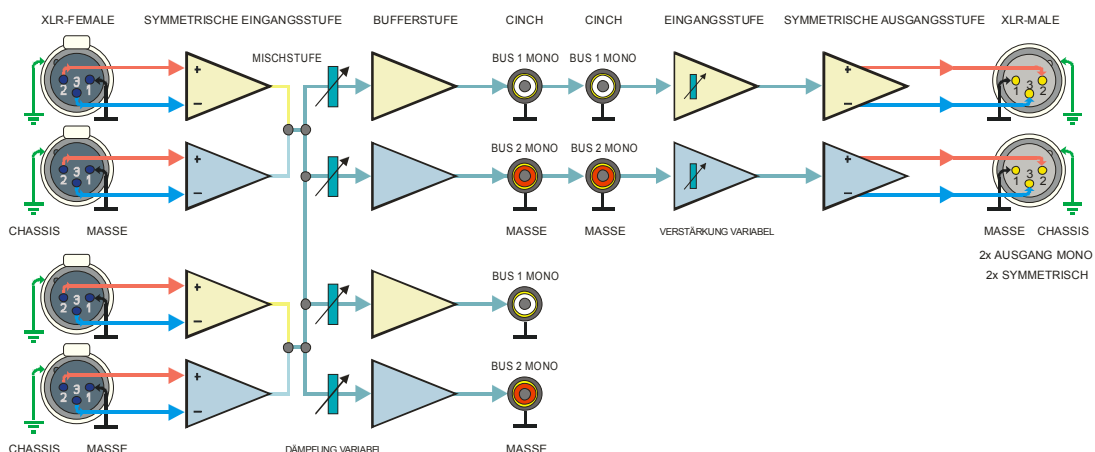 XLR-FEMALE SYMMETRISCHE EINGANGSSTUFE BUFFERSTUFE CINCH CINCH EINGANGSSTUFE SYMMETRISCHE AUSGANGSSTUFE XLR-MALE
MISCHSTUFE BUS 1 MONO BUS 1 MONO
+ +
2 3 1 1 3 2
− −
BUS 2 MONO BUS 2 MONO
+ +
2 3 1 1 3 2
− −
CHASSIS MASSE MASSE MASSE VERSTÄRKUNG VARIABEL MASSE CHASSIS
2x AUSGANG MONO
2x SYMMETRISCH
BUS 1 MONO
+
2 3 1
−
BUS 2 MONO
+
2 3 1
−
CHASSIS MASSE DÄMPFUNG VARIABEL MASSE